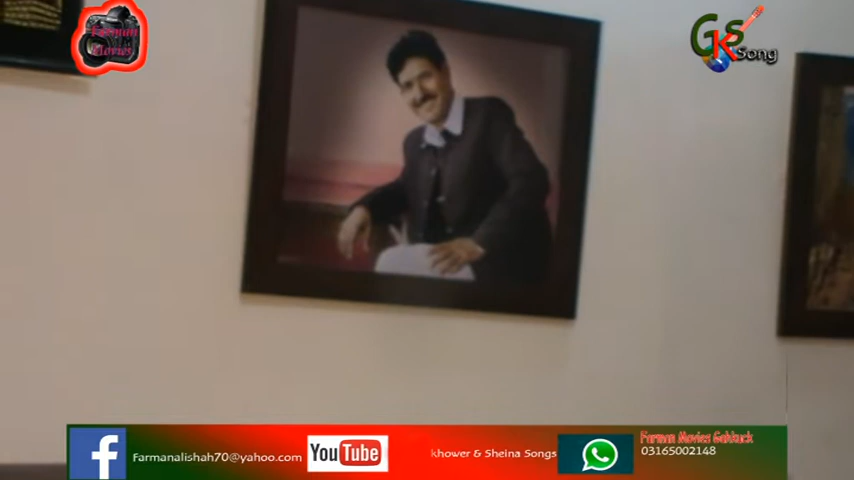 Farman
Movies
GKS
Song
Farmanalishah70@yahoo.com
YouTube
khower & Sheina Songs
Farman Movies Gahkuch
03165002148